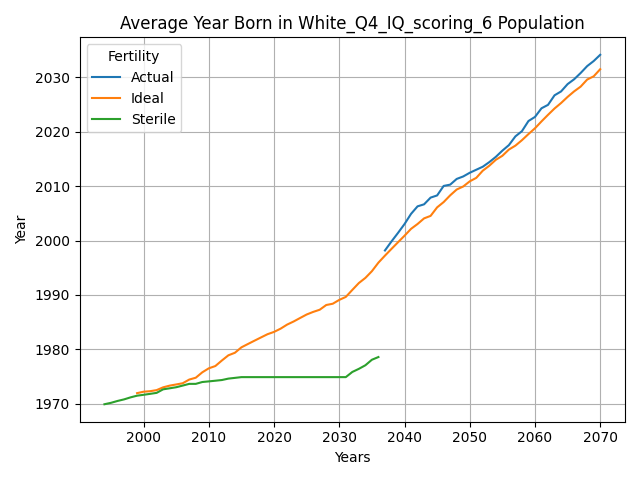 Average Year Born in White_Q4_IQ_scoring_6 Population
Fertility
Actual
Ideal
Sterile
Year
2030
2020
2010
2000
1990
1980
1970
2000 2010 2020 2030 2040 2050 2060 2070
Years